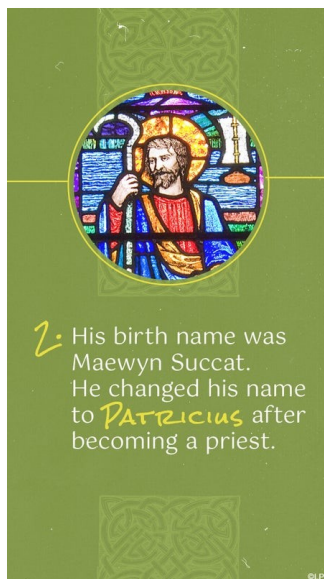 2. His birth name was
Maewyn Succat.
He changed his name
to PATRICIUS after
becoming a priest.